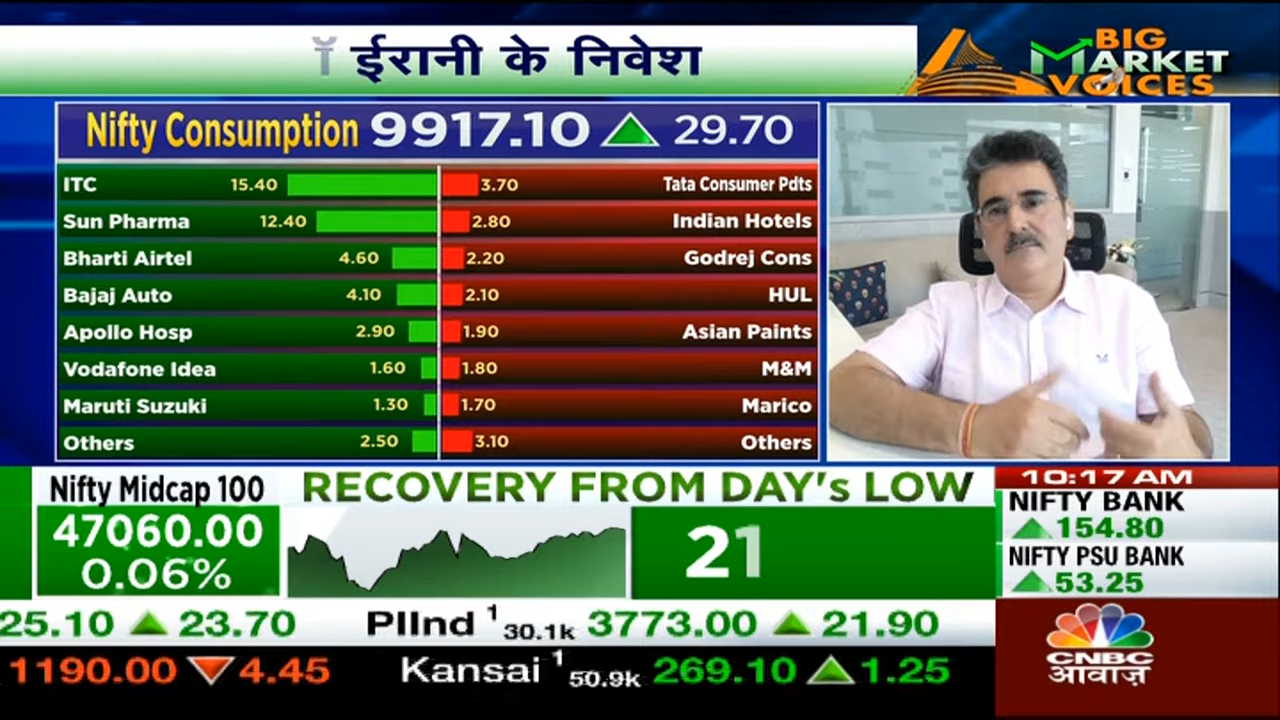 ईरानी के निवेश
BIG
MARKET
VOICES
Nifty Consumption 9917.10 29.70
ITC 15.40 3.70 Tata Consumer Pdts
Sun Pharma 12.40 2.80 Indian Hotels
Bharti Airtel 4.60 2.20 Godrej Cons
Bajaj Auto 4.10 2.10 HUL
Apollo Hosp 2.90 1.90 Asian Paints
Vodafone Idea 1.60 1.80 M&M
Maruti Suzuki 1.30 1.70 Marico
Others 2.50 3.10 Others
Nifty Midcap 100
47060.00
0.06%
RECOVERY FROM DAY's LOW
21
10:17 AM
NIFTY BANK
154.80
NIFTY PSU BANK
53.25
25.10 23.70 PIInd 1 30.1k 3773.00 21.90
1190.00 4.45 Kansai 1 50.9k 269.10 1.25
CNBC
आवाज़